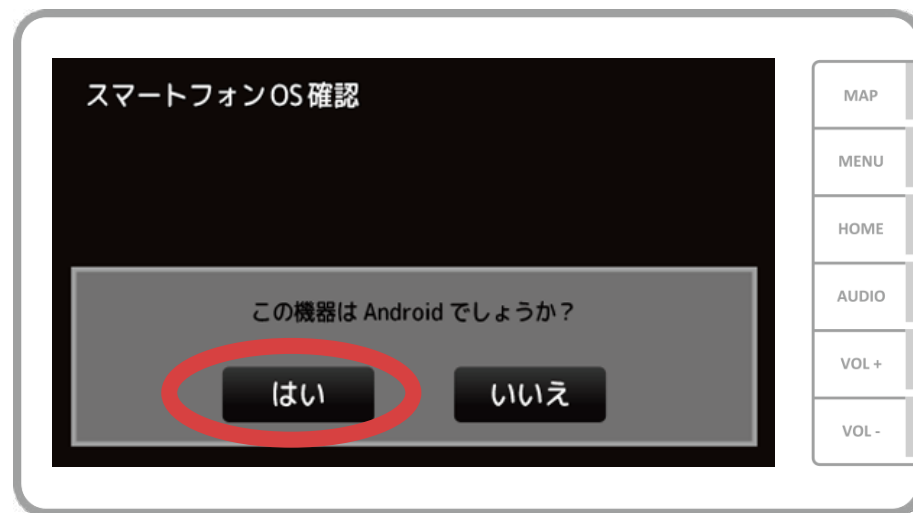 スマートフォンOS確認
この機器は Android でしょうか？
はい
いいえ
MAP
MENU
HOME
AUDIO
VOL +
VOL -